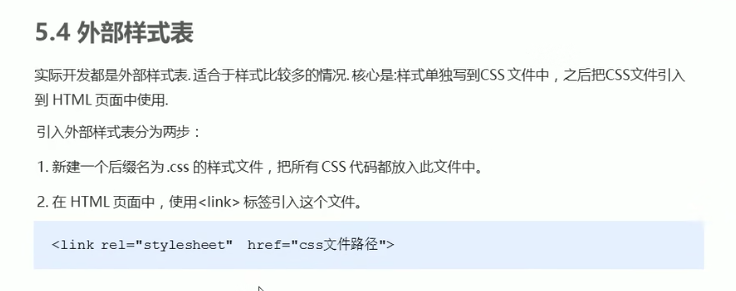 5.4 外部样式表
实际开发都是外部样式表. 适合于样式比较多的情况. 核心是:样式单独写到CSS 文件中，之后把CSS文件引入
到 HTML 页面中使用.
引入外部样式表分为两步：
1. 新建一个后缀名为 .css 的样式文件，把所有 CSS 代码都放入此文件中。
2. 在 HTML 页面中，使用<link> 标签引入这个文件。
<link rel="stylesheet"  href="css文件路径">